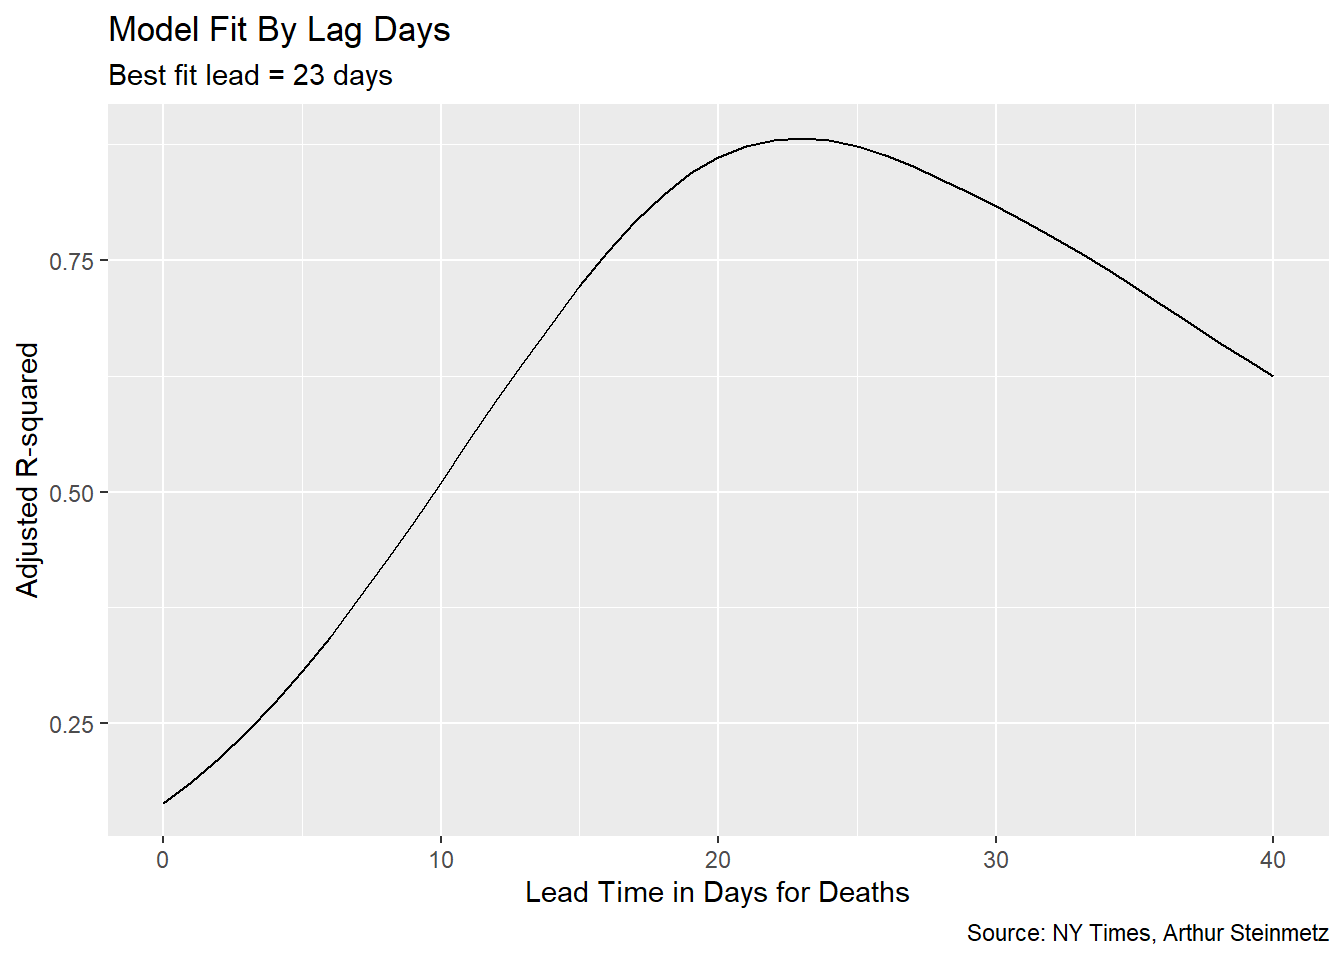 Model Fit By Lag Days
Best fit lead = 23 days
Adjusted R-squared
0.75
0.50
0.25
0 10 20 30 40
Lead Time in Days for Deaths
Source: NY Times, Arthur Steinmetz